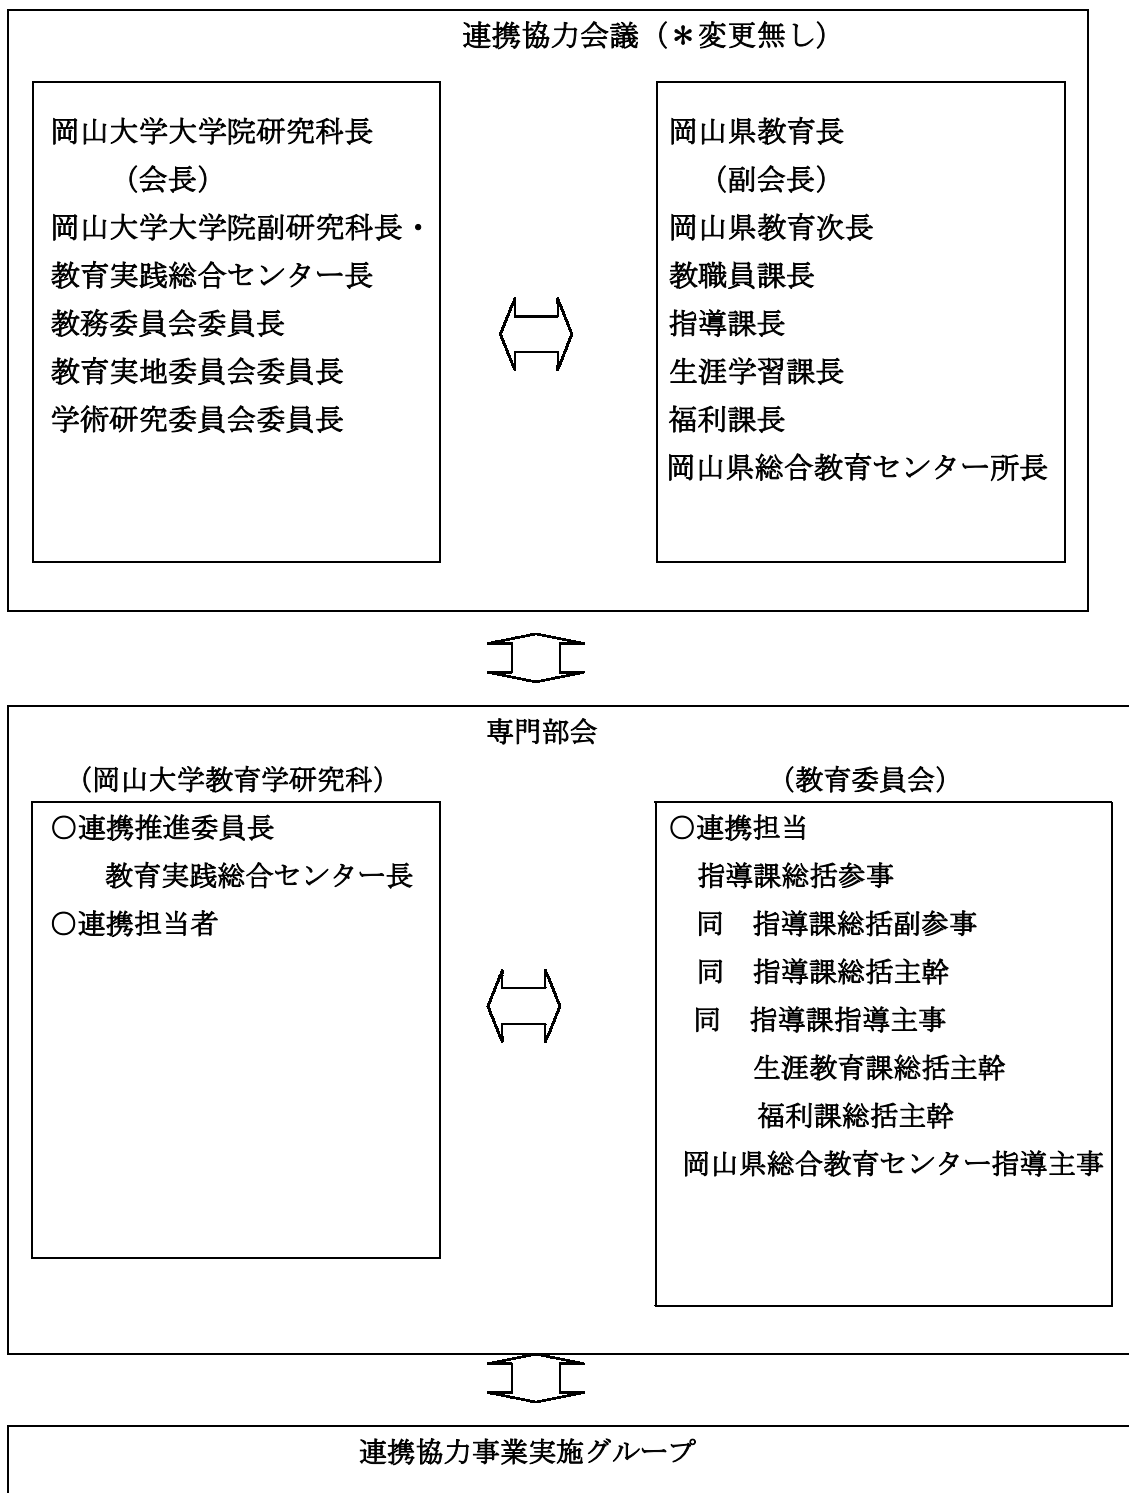 連携協力会議（＊変更無し）
岡山大学大学院研究科長
（会長）
岡山大学大学院副研究科長・
教育実践総合センター長
教務委員会委員長
教育実地委員会委員長
学術研究委員会委員長
岡山県教育長
（副会長）
岡山県教育次長
教職員課長
指導課長
生涯学習課長
福利課長
岡山県総合教育センター所長
専門部会
（岡山大学教育学研究科）
○連携推進委員長
教育実践総合センター長
○連携担当者
（教育委員会）
○連携担当
指導課総括参事
同　指導課総括副参事
同　指導課総括主幹
同　指導課指導主事
生涯教育課総括主幹
福利課総括主幹
岡山県総合教育センター指導主事
連携協力事業実施グループ